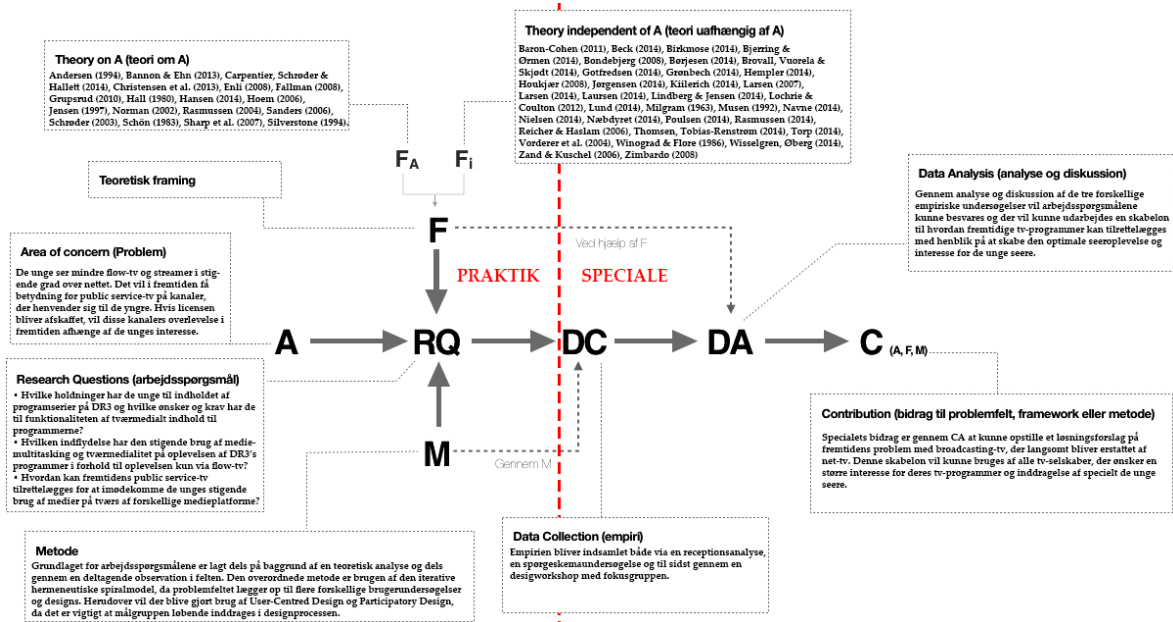 Theory on A (teori om A)
Andersen (1994), Bannon & Ehn (2013), Carpentier, Schrøder &
Hallett (2014), Christensen et al. (2013), Enli (2008), Fallman (2008),
Grupsrud (2010), Hall (1980), Hansen (2014), Hoem (2006),
Jensen (1997), Norman (2002), Rasmussen (2004), Sanders (2006),
Schrøder (2003), Schön (1983), Sharp et al. (2007), Silverstone (1994).
Theory independent of A (teori uafhængig af A)
Baron-Cohen (2011), Beck (2014), Birkmose (2014), Bjerring &
Ørmen (2014), Bondebjerg (2008), Børjesen (2014), Brovall, Vuorela &
Skjødt (2014), Gotfredsen (2014), Grønbech (2014), Hempler (2014),
Houkjær (2008), Jørgensen (2014), Kiilerich (2014), Larsen (2007),
Larsen (2014), Laursen (2014), Lindberg & Jensen (2014), Lochrie &
Coulton (2012), Lund (2014), Milgram (1963), Musen (1992), Navne (2014),
Nielsen (2014), Næbdyret (2014), Poulsen (2014), Rasmussen (2014),
Reicher & Haslam (2006), Thomsen, Tobias-Renstrøm (2014), Torp (2014),
Vorderer et al. (2004), Winograd & Flore (1986), Wisselgren, Øberg (2014),
Zand & Kuschel (2006), Zimbardo (2008)
FA
Fi
Teoretisk framing
F
Ved hjælp af F
Data Analysis (analyse og diskussion)
Gennem analyse og diskussion af de tre forskellige
empiriske undersøgelser vil arbejdsspørgsmålene
kunne besvares og der vil kunne udarbejdes en skabelon
til hvordan fremtidige tv-programmer kan tilrettelægges
med henblik på at skabe den optimale seeroplevelse og
interesse for de unge seere.
Area of concern (Problem)
De unge ser mindre flow-tv og streamer i stig-
ende grad over nettet. Det vil i fremtiden få
betydning for public service-tv på kanaler,
der henvender sig til de yngre. Hvis licensen
bliver afskaffet, vil disse kanalers overlevelse i
fremtiden afhænge af de unges interesse.
PRAKTIK
SPECIALE
A
RQ
DC
DA
C (A, F, M)
Research Questions (arbejdsspørgsmål)
• Hvilke holdninger har de unge til indholdet af
programserier på DR3 og hvilke ønsker og krav har de
til funktionaliteten af tværmedialt indhold til
programmerne?
• Hvilken indflydelse har den stigende brug af medie-
multitasking og tværmedialitet på oplevelsen af DR3's
programmer i forhold til oplevelsen kun via flow-tv?
• Hvordan kan fremtidens public service-tv
tilrettelægges for at imødekomme de unges stigende
brug af medier på tværs af forskellige medieplatforme?
M
Gennem M
Contribution (bidrag til problemfelt, framework eller metode)
Specialets bidrag er gennem CA at kunne opstille et løsningsforslag på
fremtidens problem med broadcasting-tv, der langsomt bliver erstattet af
net-tv. Denne skabelon vil kunne bruges af alle tv-selskaber, der ønsker en
større interesse for deres tv-programmer og inddragelse af specielt de unge
seere.
Metode
Grundlaget for arbejdsspørgsmålene er lagt dels på baggrund af en teoretisk analyse og dels
gennem en deltagende observation i felten. Den overordnede metode er brugen af den iterative
hermeneutiske spiralmodel, da problemfeltet lægger op til flere forskellige brugerundersøgelser
og designs. Herudover vil der blive gjort brug af User-Centred Design og Participatory Design,
da det er vigtigt at målgruppen løbende inddrages i designprocessen.
Data Collection (empiri)
Empirien bliver indsamlet både via en receptionsanalyse,
en spørgeskemaundersøgelse og til sidst gennem en
desigworkshop med fokusgruppen.